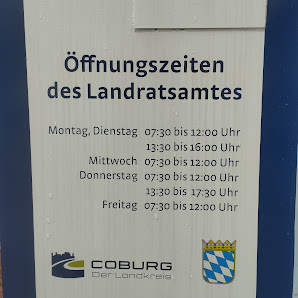 Öffnungszeiten
des Landratsamtes
Montag, Dienstag 07:30 bis 12:00 Uhr
13:30 bis 16:00 Uhr
Mittwoch 07:30 bis 12:00 Uhr
Donnerstag 07:30 bis 12:00 Uhr
13:30 bis 17:30 Uhr
Freitag 07:30 bis 12:00 Uhr
COBURG
Der Landkreis